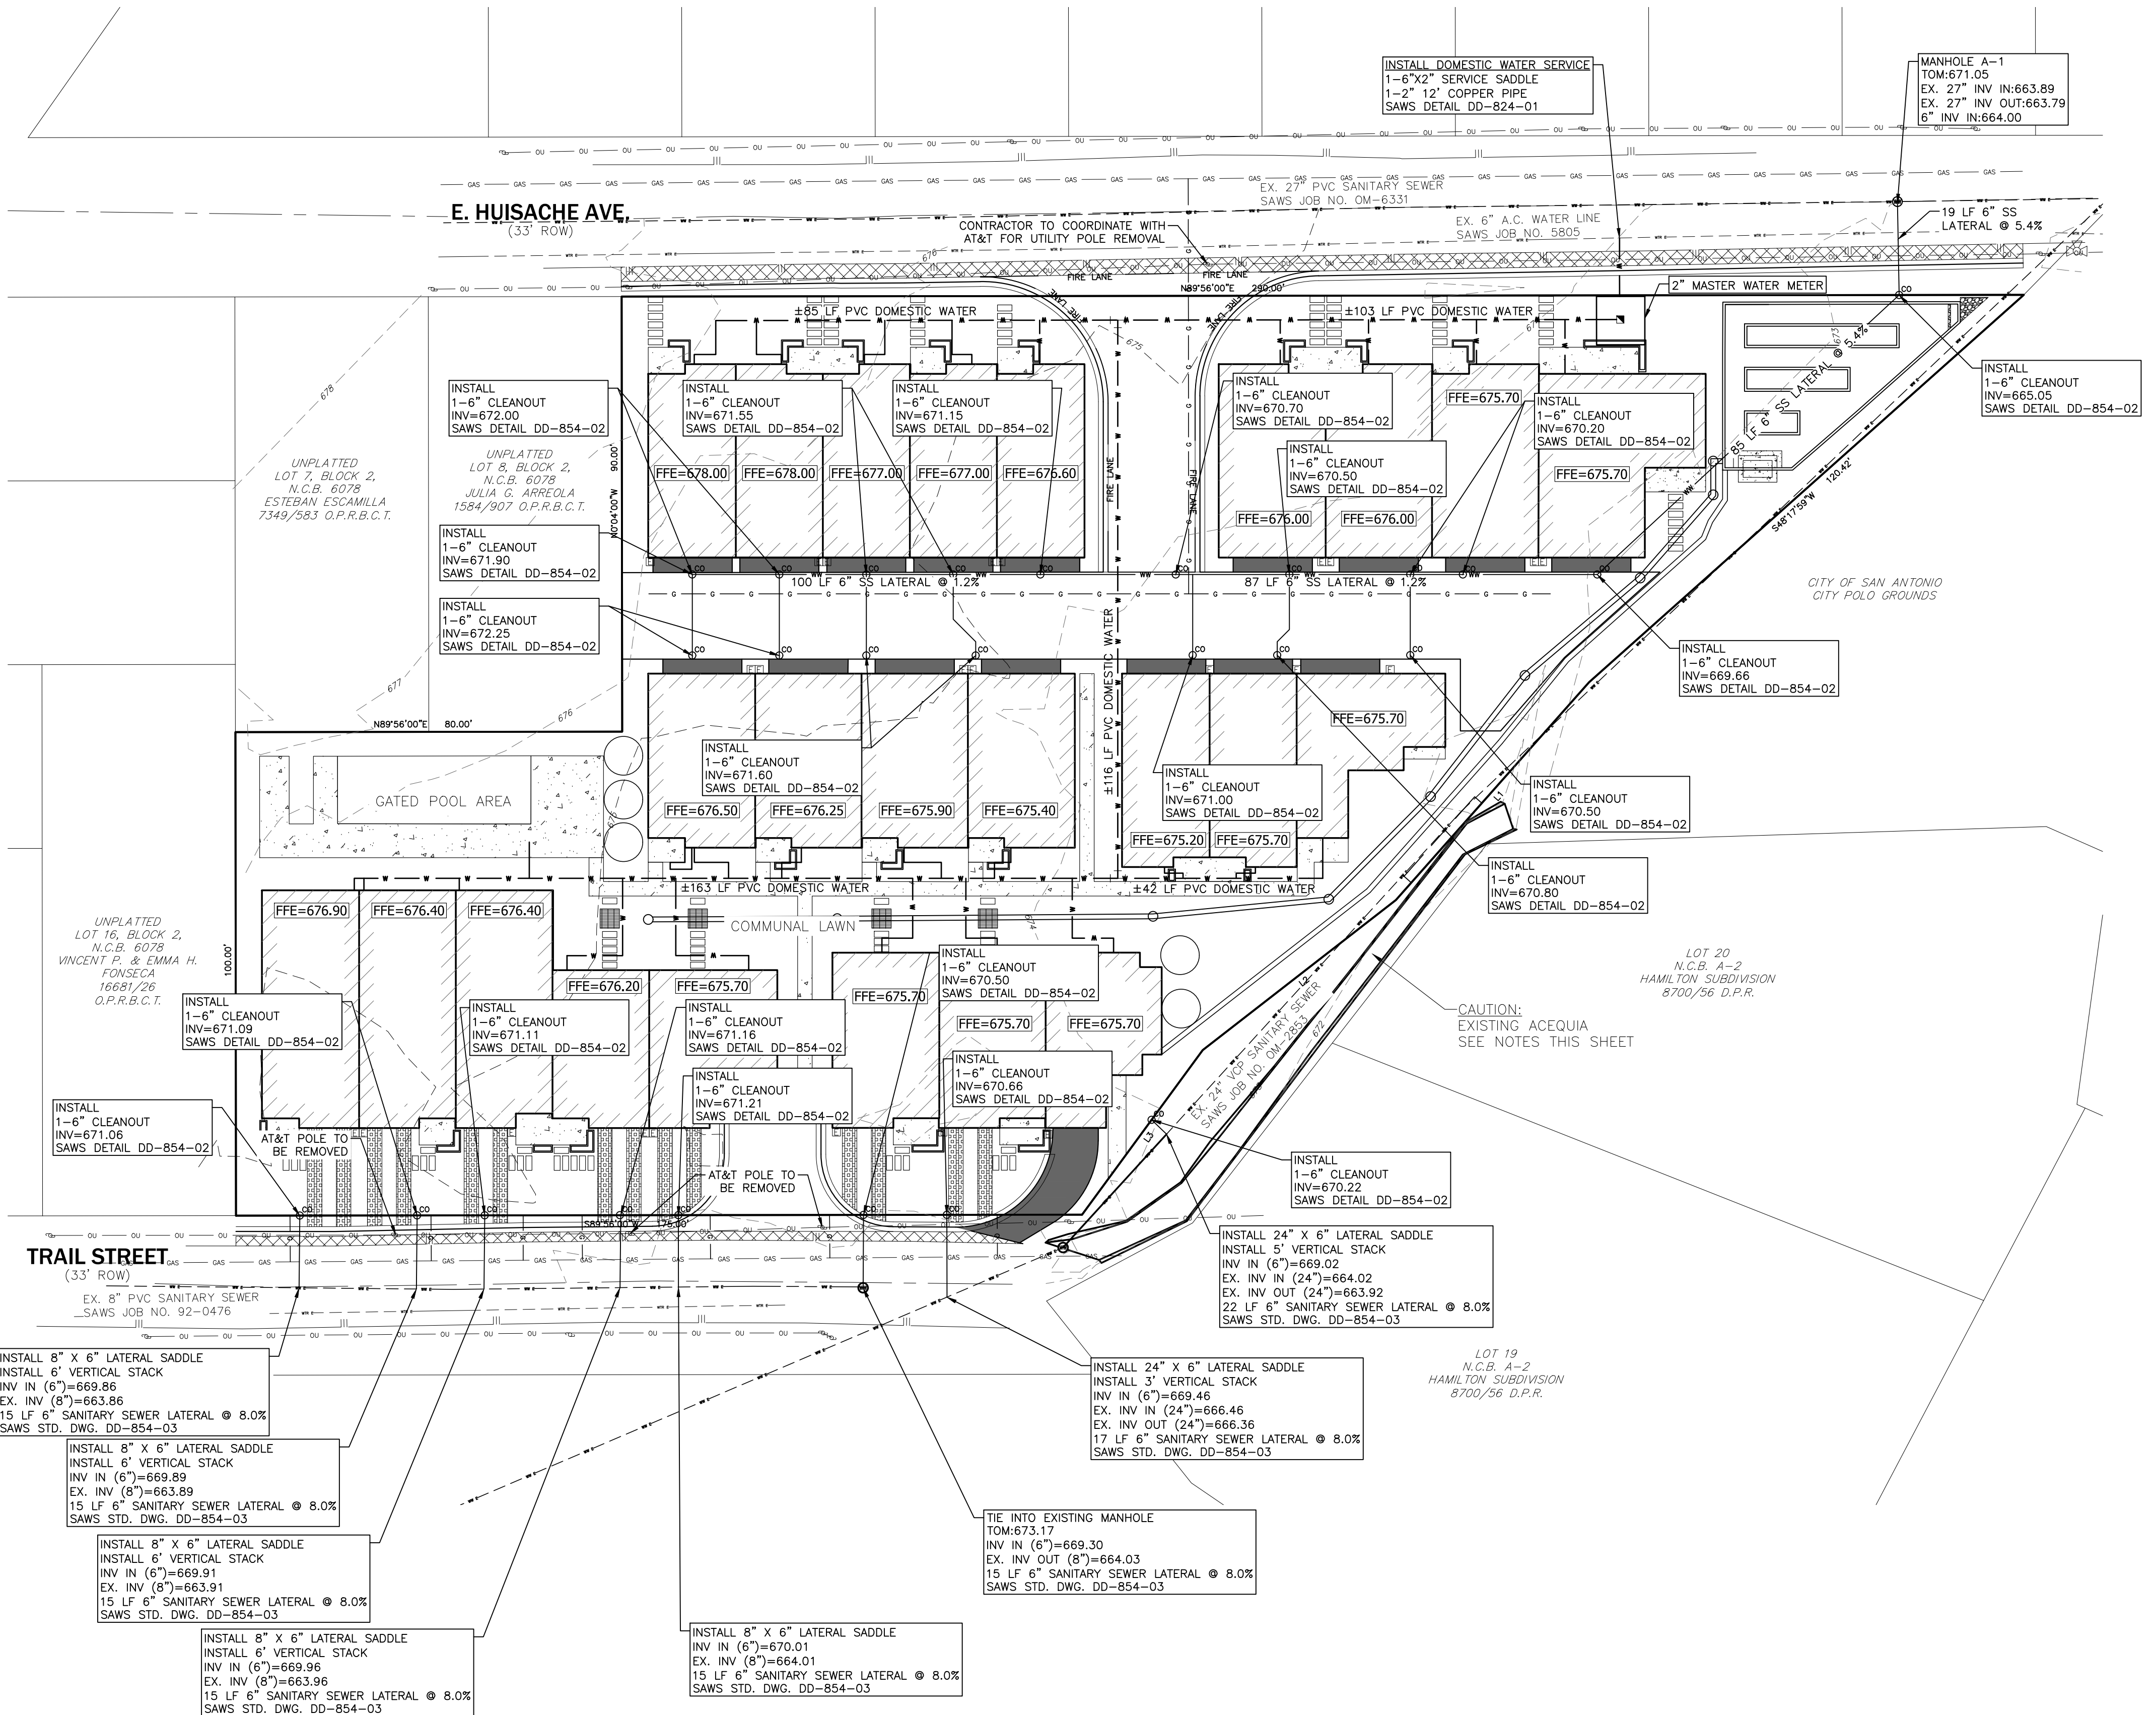 INSTALL DOMESTIC WATER SERVICE
1-6"X2" SERVICE SADDLE
1-2" 12' COPPER PIPE
SAWS DETAIL DD-824-01
MANHOLE A-1
TOM:671.05
EX. 27" INV IN:663.89
EX. 27" INV OUT:663.79
6" INV IN:664.00
EX. 27" PVC SANITARY SEWER
SAWS JOB NO. OM-6331
E. HUISACHE AVE.
(33' ROW)
CONTRACTOR TO COORDINATE WITH
AT&T FOR UTILITY POLE REMOVAL
EX. 6" A.C. WATER LINE
SAWS JOB NO. 5805
19 LF 6" SS
LATERAL @ 5.4%
676
FIRE LANE
FIRE LANE
N89°56'00"E 290.00'
2" MASTER WATER METER
±85 LF PVC DOMESTIC WATER
FIRE LANE
FIRE LANE
±103 LF PVC DOMESTIC WATER
CO
675
673
85 LF 6" SS LATERAL @ 5.4%
INSTALL
1-6" CLEANOUT
INV=665.05
SAWS DETAIL DD-854-02
INSTALL
1-6" CLEANOUT
INV=672.00
SAWS DETAIL DD-854-02
INSTALL
1-6" CLEANOUT
INV=671.55
SAWS DETAIL DD-854-02
INSTALL
1-6" CLEANOUT
INV=671.15
SAWS DETAIL DD-854-02
INSTALL
1-6" CLEANOUT
INV=670.70
SAWS DETAIL DD-854-02
FFE=675.70
INSTALL
1-6" CLEANOUT
INV=670.20
SAWS DETAIL DD-854-02
INSTALL
1-6" CLEANOUT
INV=670.50
SAWS DETAIL DD-854-02
678
UNPLATTED
LOT 7, BLOCK 2,
N.C.B. 6078
ESTEBAN ESCAMILLA
7349/583 O.P.R.B.C.T.
UNPLATTED
LOT 8, BLOCK 2,
N.C.B. 6078
JULIA G. ARREOLA
1584/907 O.P.R.B.C.T.
N0°04'00"W 90.00'
FFE=678.00
FFE=678.00
FFE=677.00
FFE=677.00
FFE=676.60
FIRE LANE
FIRE LANE
FFE=676.00
FFE=676.00
FFE=675.70
S48°17'59"W 120.42'
CITY OF SAN ANTONIO
CITY POLO GROUNDS
INSTALL
1-6" CLEANOUT
INV=671.90
SAWS DETAIL DD-854-02
100 LF 6" SS LATERAL @ 1.2%
87 LF 6" SS LATERAL @ 1.2%
INSTALL
1-6" CLEANOUT
INV=672.25
SAWS DETAIL DD-854-02
INSTALL
1-6" CLEANOUT
INV=669.66
SAWS DETAIL DD-854-02
677
676
N89°56'00"E 80.00'
±116 LF PVC DOMESTIC WATER
FFE=675.70
INSTALL
1-6" CLEANOUT
INV=671.60
SAWS DETAIL DD-854-02
GATED POOL AREA
FFE=676.50
FFE=676.25
FFE=675.90
FFE=675.40
INSTALL
1-6" CLEANOUT
INV=671.00
SAWS DETAIL DD-854-02
FFE=675.20
FFE=675.70
L1
INSTALL
1-6" CLEANOUT
INV=670.50
SAWS DETAIL DD-854-02
INSTALL
1-6" CLEANOUT
INV=670.80
SAWS DETAIL DD-854-02
±163 LF PVC DOMESTIC WATER
±42 LF PVC DOMESTIC WATER
COMMUNAL LAWN
674
UNPLATTED
LOT 16, BLOCK 2,
N.C.B. 6078
VINCENT P. & EMMA H.
FONSECA
16681/26
O.P.R.B.C.T.
100.00'
FFE=676.90
FFE=676.40
FFE=676.40
FFE=676.20
FFE=675.70
FFE=675.70
INSTALL
1-6" CLEANOUT
INV=670.50
SAWS DETAIL DD-854-02
FFE=675.70
FFE=675.70
LOT 20
N.C.B. A-2
HAMILTON SUBDIVISION
8700/56 D.P.R.
CAUTION:
EXISTING ACEQUIA
SEE NOTES THIS SHEET
L2
EX. 24" VCP SANITARY SEWER
SAWS JOB NO. OM-2853
672
INSTALL
1-6" CLEANOUT
INV=671.09
SAWS DETAIL DD-854-02
INSTALL
1-6" CLEANOUT
INV=671.11
SAWS DETAIL DD-854-02
INSTALL
1-6" CLEANOUT
INV=671.16
SAWS DETAIL DD-854-02
INSTALL
1-6" CLEANOUT
INV=671.21
SAWS DETAIL DD-854-02
INSTALL
1-6" CLEANOUT
INV=670.66
SAWS DETAIL DD-854-02
INSTALL
1-6" CLEANOUT
INV=671.06
SAWS DETAIL DD-854-02
AT&T POLE TO
BE REMOVED
AT&T POLE TO
BE REMOVED
L3
INSTALL
1-6" CLEANOUT
INV=670.22
SAWS DETAIL DD-854-02
S89°56'00"W 175.00'
TRAIL STREET
(33' ROW)
EX. 8" PVC SANITARY SEWER
SAWS JOB NO. 92-0476
INSTALL 24" X 6" LATERAL SADDLE
INSTALL 5' VERTICAL STACK
INV IN (6")=669.02
EX. INV IN (24")=664.02
EX. INV OUT (24")=663.92
22 LF 6" SANITARY SEWER LATERAL @ 8.0%
SAWS STD. DWG. DD-854-03
INSTALL 8" X 6" LATERAL SADDLE
INSTALL 6' VERTICAL STACK
INV IN (6")=669.86
EX. INV (8")=663.86
15 LF 6" SANITARY SEWER LATERAL @ 8.0%
SAWS STD. DWG. DD-854-03
INSTALL 24" X 6" LATERAL SADDLE
INSTALL 3' VERTICAL STACK
INV IN (6")=669.46
EX. INV IN (24")=666.46
EX. INV OUT (24")=666.36
17 LF 6" SANITARY SEWER LATERAL @ 8.0%
SAWS STD. DWG. DD-854-03
LOT 19
N.C.B. A-2
HAMILTON SUBDIVISION
8700/56 D.P.R.
INSTALL 8" X 6" LATERAL SADDLE
INSTALL 6' VERTICAL STACK
INV IN (6")=669.89
EX. INV (8")=663.89
15 LF 6" SANITARY SEWER LATERAL @ 8.0%
SAWS STD. DWG. DD-854-03
TIE INTO EXISTING MANHOLE
TOM:673.17
INV IN (6")=669.30
EX. INV OUT (8")=664.03
15 LF 6" SANITARY SEWER LATERAL @ 8.0%
SAWS STD. DWG. DD-854-03
INSTALL 8" X 6" LATERAL SADDLE
INSTALL 6' VERTICAL STACK
INV IN (6")=669.91
EX. INV (8")=663.91
15 LF 6" SANITARY SEWER LATERAL @ 8.0%
SAWS STD. DWG. DD-854-03
INSTALL 8" X 6" LATERAL SADDLE
INSTALL 6' VERTICAL STACK
INV IN (6")=669.96
EX. INV (8")=663.96
15 LF 6" SANITARY SEWER LATERAL @ 8.0%
SAWS STD. DWG. DD-854-03
INSTALL 8" X 6" LATERAL SADDLE
INV IN (6")=670.01
EX. INV (8")=664.01
15 LF 6" SANITARY SEWER LATERAL @ 8.0%
SAWS STD. DWG. DD-854-03